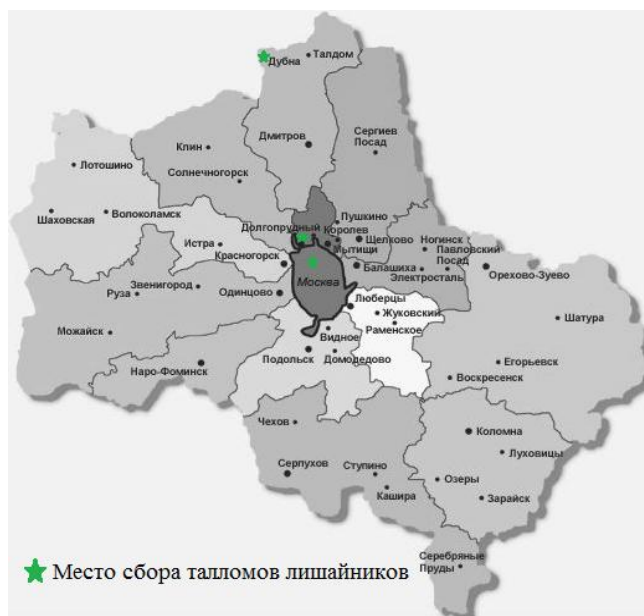 Дубна
Талдом
Сергиев
Посад
Дмитров
Клин
Солнечногорск
Лотошино
Шаховская
Волоколамск
Истра
Долгопрудный
Королев
Пушкино
Мытищи
Щелково
Ногинск
Павловский
Посад
Электросталь
Балашиха
Красногорск
Москва
Орехово-Зуево
Звенигород
Руза
Одинцово
Люберцы
Жуковский
Раменское
Шатура
Можайск
Видное
Подольск
Домодедово
Наро-Фоминск
Егорьевск
Воскресенск
Чехов
Коломна
Луховицы
Серпухов
Ступино
Кашира
Озеры
Зарайск
Серебряные
Пруды
Место сбора талломов лишайников